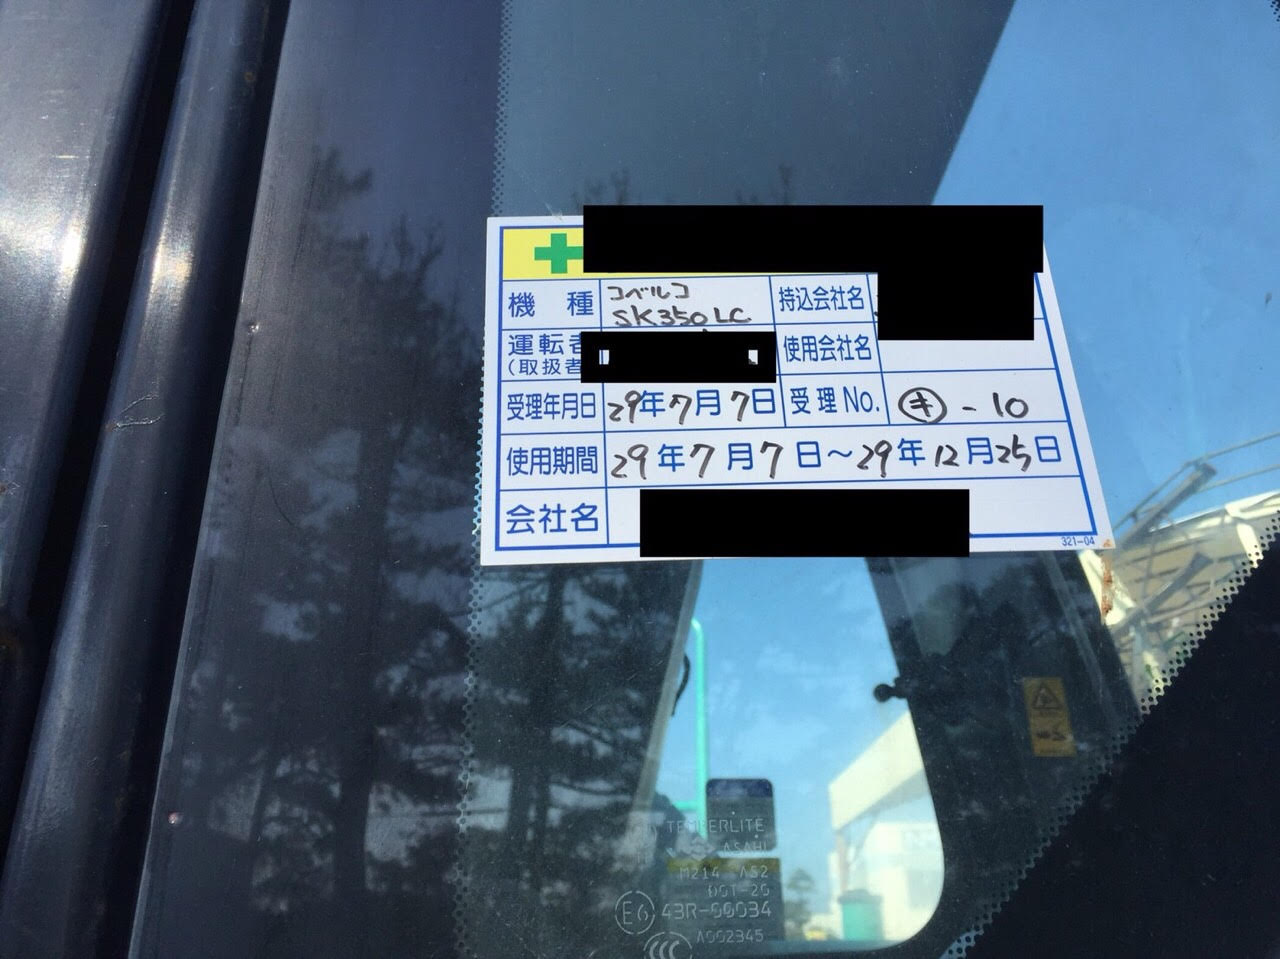 機種 コベルコ
SK350LC
持込会社名
運転者
(取扱者
使用会社名
受理年月日 29年7月7日 受理No. ㋖-10
使用期間 29年7月7日～29年12月25日
会社名
321-04
TEMPERLITE
ASAHI
M214 AS2
DOT-20
E6 43R-00034
A002345